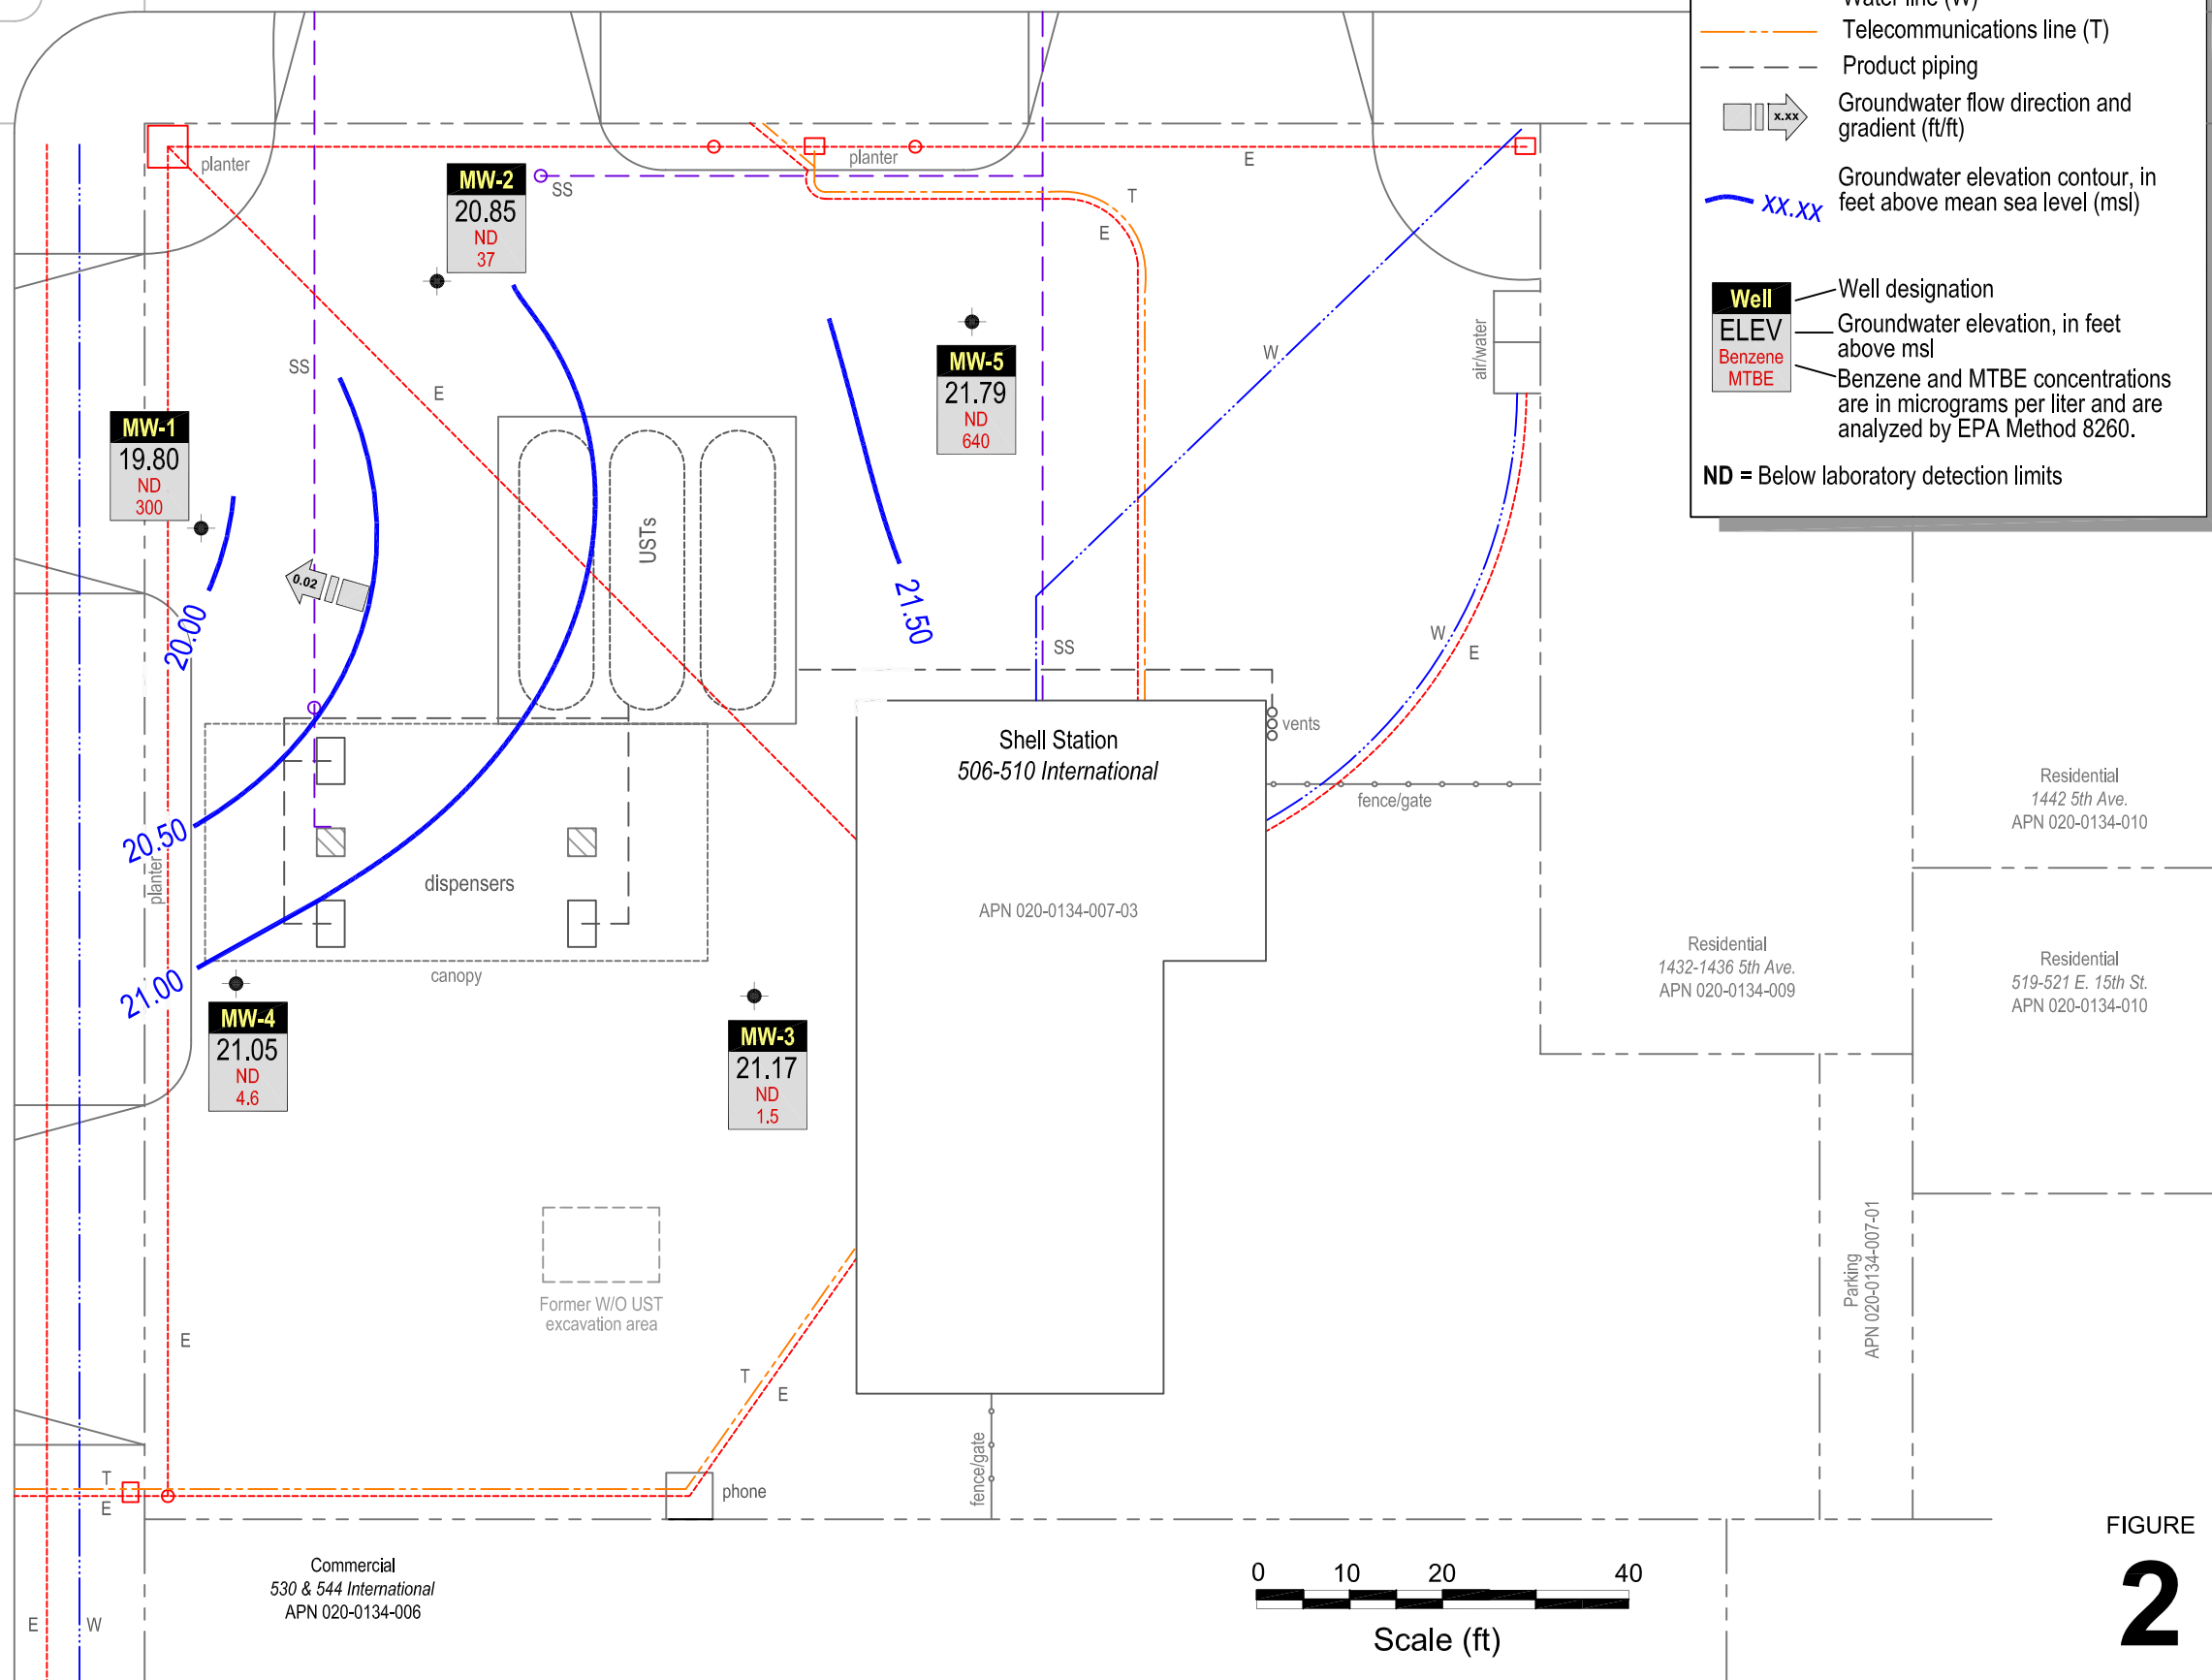 Water line (W)
Telecommunications line (T)
Product piping
x.xx
Groundwater flow direction and
gradient (ft/ft)
xx.xx
Groundwater elevation contour, in
feet above mean sea level (msl)
Well
ELEV
Benzene
MTBE
Well designation
Groundwater elevation, in feet
above msl
Benzene and MTBE concentrations
are in micrograms per liter and are
analyzed by EPA Method 8260.
ND = Below laboratory detection limits
planter
planter
E
MW-2
20.85
ND
37
SS
T
E
SS
E
W
air/water
MW-5
21.79
ND
640
MW-1
19.80
ND
300
USTs
0.02
20.00
21.50
SS
W
E
vents
Shell Station
506-510 International
fence/gate
20.50
planter
dispensers
APN 020-0134-007-03
Residential
1442 5th Ave.
APN 020-0134-010
Residential
1432-1436 5th Ave.
APN 020-0134-009
Residential
519-521 E. 15th St.
APN 020-0134-010
canopy
21.00
MW-4
21.05
ND
4.6
MW-3
21.17
ND
1.5
Former W/O UST
excavation area
E
T
E
Parking
APN 020-0134-007-01
T
E
phone
fence/gate
Commercial
530 & 544 International
APN 020-0134-006
E
W
0 10 20 40
Scale (ft)
FIGURE
2